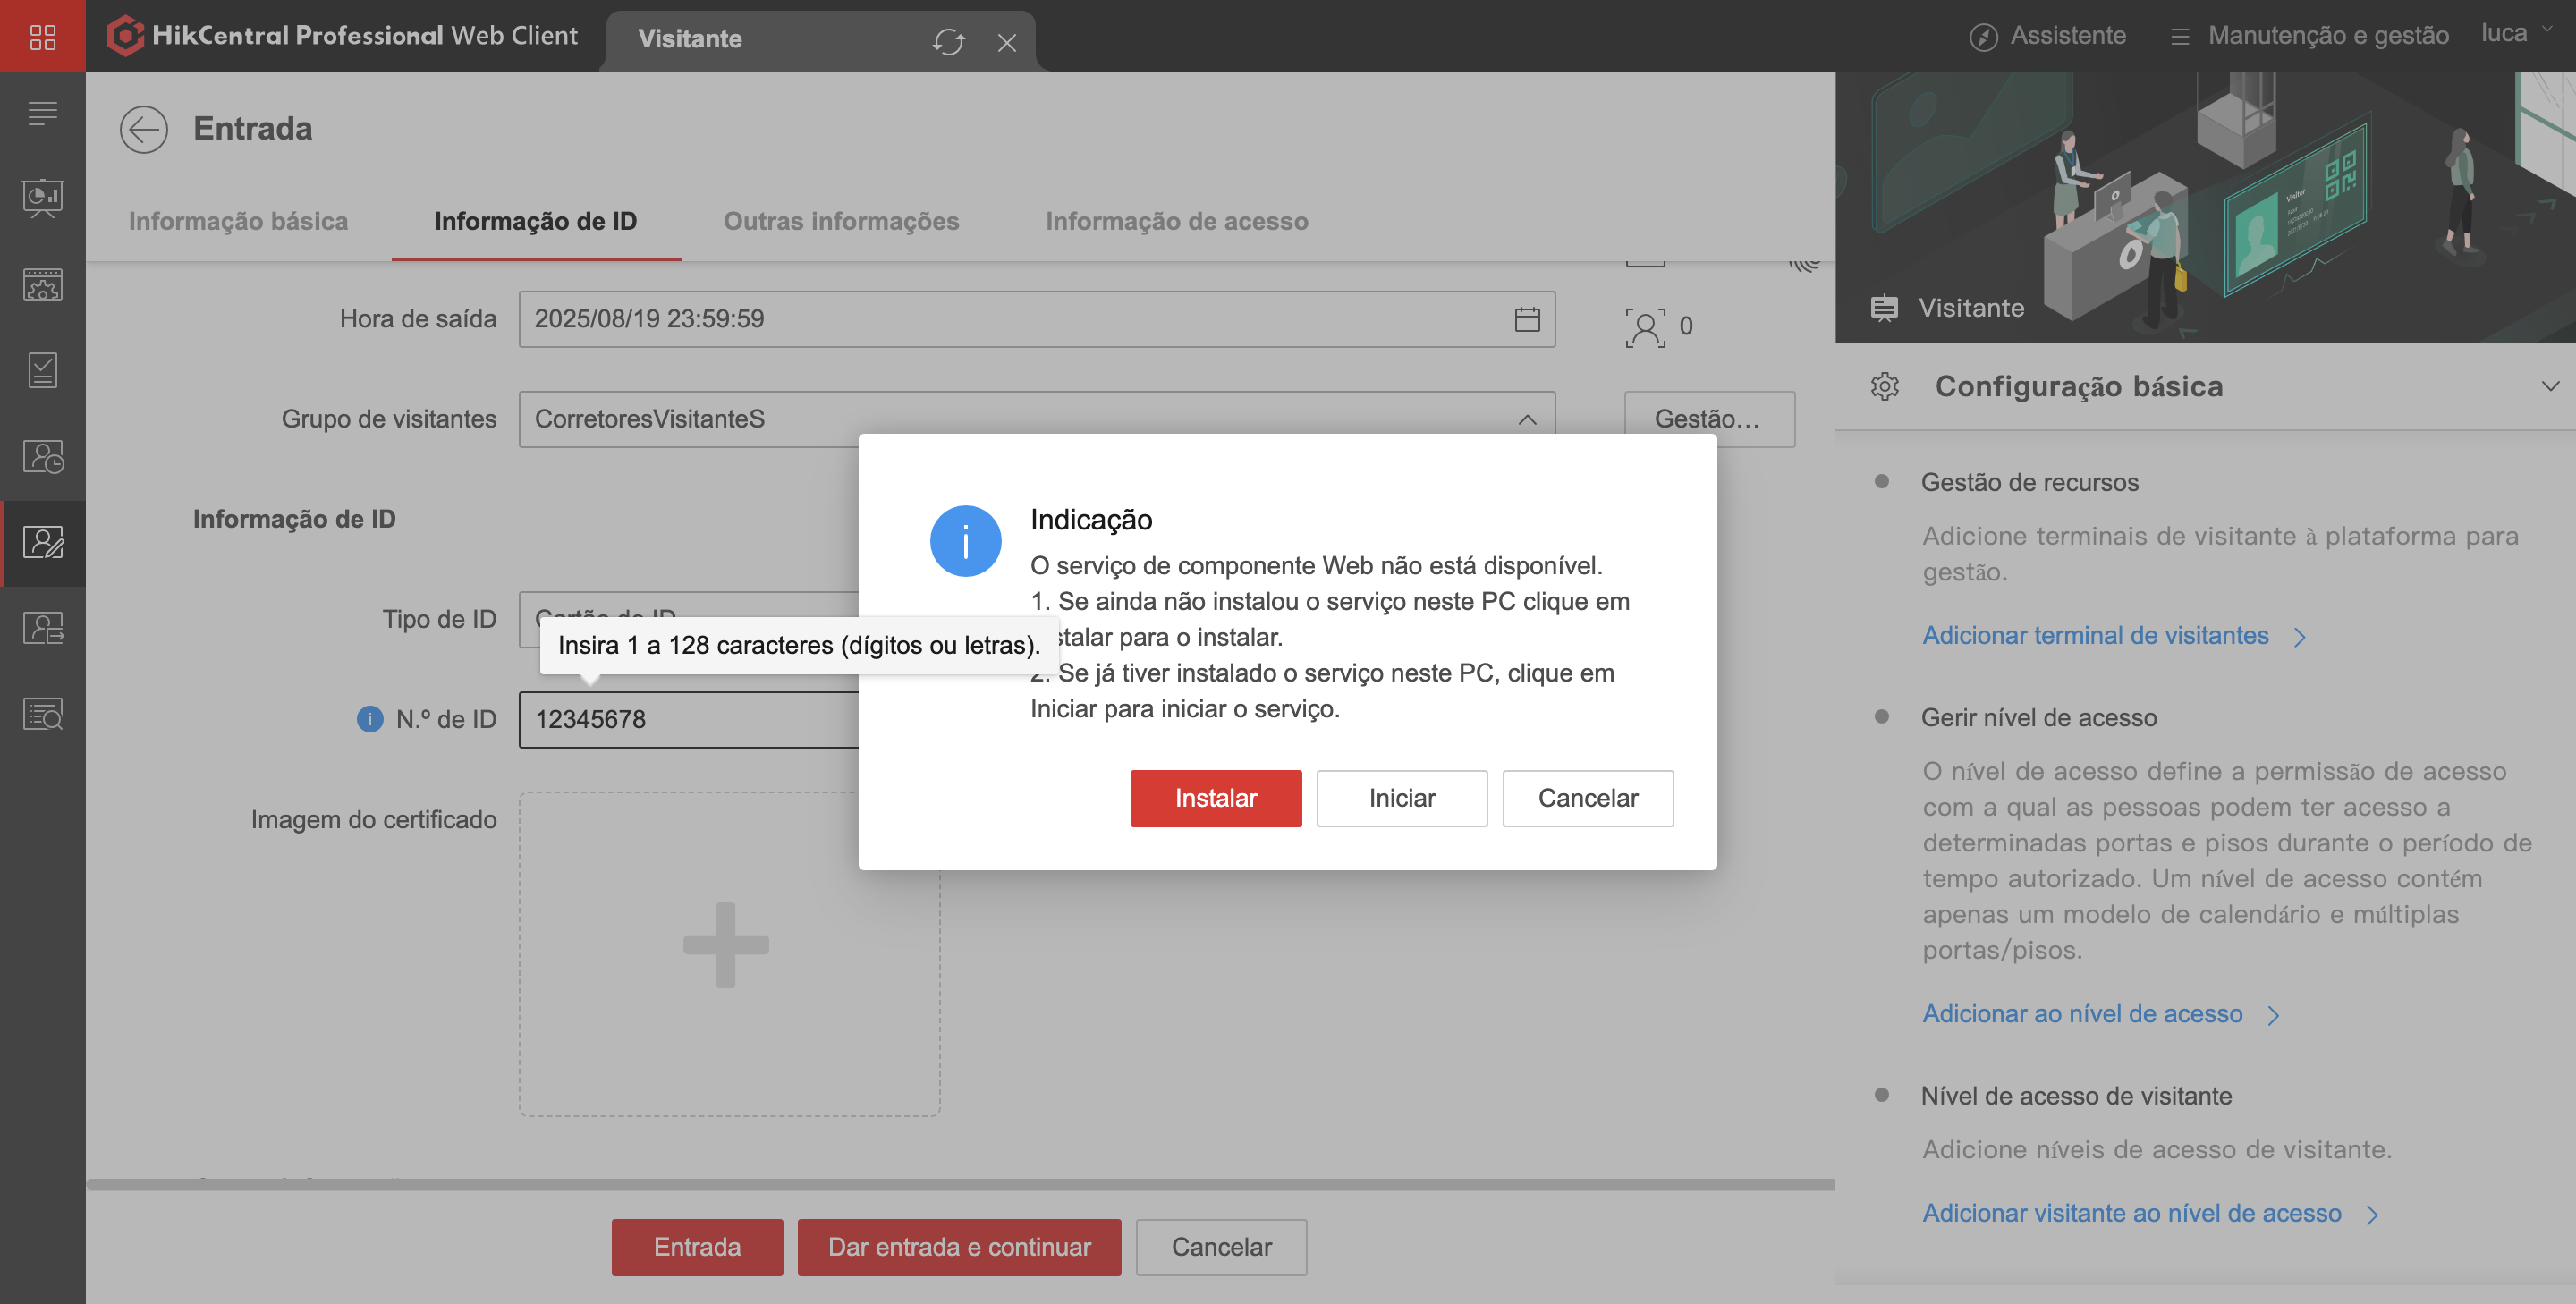 HikCentral Professional Web Client
Visitante
Assistente
Manutenção e gestão
luca
Entrada
Informação básica
Informação de ID
Outras informações
Informação de acesso
Hora de saída
2025/08/19 23:59:59
0
Grupo de visitantes
CorretoresVisitanteS
Gestão…
Informação de ID
Tipo de ID
Cartão de ID
Insira 1 a 128 caracteres (dígitos ou letras).
N.º de ID
12345678
Imagem do certificado
Indicação
O serviço de componente Web não está disponível.
1. Se ainda não instalou o serviço neste PC clique em
stalar para o instalar.
2. Se já tiver instalado o serviço neste PC, clique em
Iniciar para iniciar o serviço.
Instalar
Iniciar
Cancelar
Entrada
Dar entrada e continuar
Cancelar
Visitor
Visitante
Configuração básica
Gestão de recursos
Adicione terminais de visitante à plataforma para
gestão.
Adicionar terminal de visitantes
Gerir nível de acesso
O nível de acesso define a permissão de acesso
com a qual as pessoas podem ter acesso a
determinadas portas e pisos durante o período de
tempo autorizado. Um nível de acesso contém
apenas um modelo de calendário e múltiplas
portas/pisos.
Adicionar ao nível de acesso
Nível de acesso de visitante
Adicione níveis de acesso de visitante.
Adicionar visitante ao nível de acesso